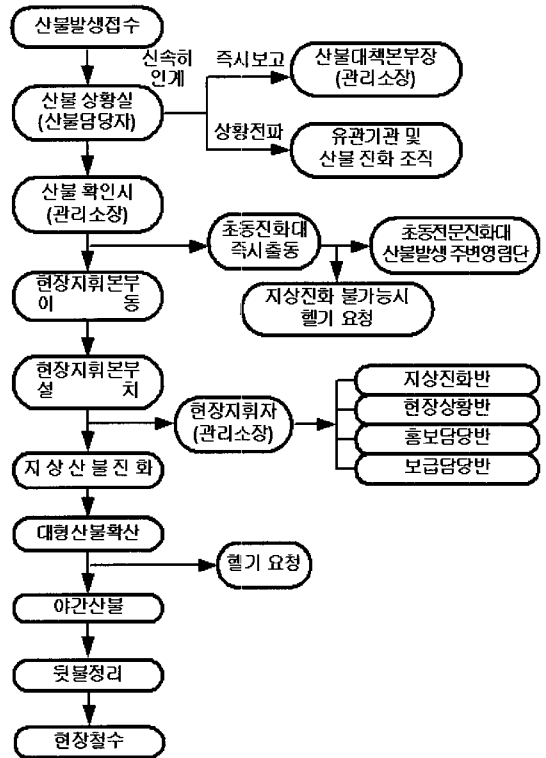 산불발생접수
신속히
인계
즉시보고
산불대책본부장
(관리소장)
산불 상황실
(산불담당자)
상황전파
유관기관 및
산불 진화 조직
산불 확인시
(관리소장)
초동진화대
즉시출동
초동전문진화대
산불발생 주변영림단
현장지휘본부
이 동
지상진화 불가능시
헬기 요청
현장지휘본부
설 치
현장지휘자
(관리소장)
지상진화반
현장상황반
홍보담당반
보급담당반
지 상 산 불 진 화
대형산불확산
헬기 요청
야간산불
뒷불정리
현장철수